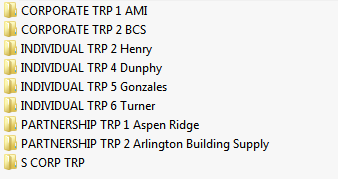 CORPORATE TRP 1 AMI
CORPORATE TRP 2 BCS
INDIVIDUAL TRP 2 Henry
INDIVIDUAL TRP 4 Dunphy
INDIVIDUAL TRP 5 Gonzales
INDIVIDUAL TRP 6 Turner
PARTNERSHIP TRP 1 Aspen Ridge
PARTNERSHIP TRP 2 Arlington Building Supply
S CORP TRP